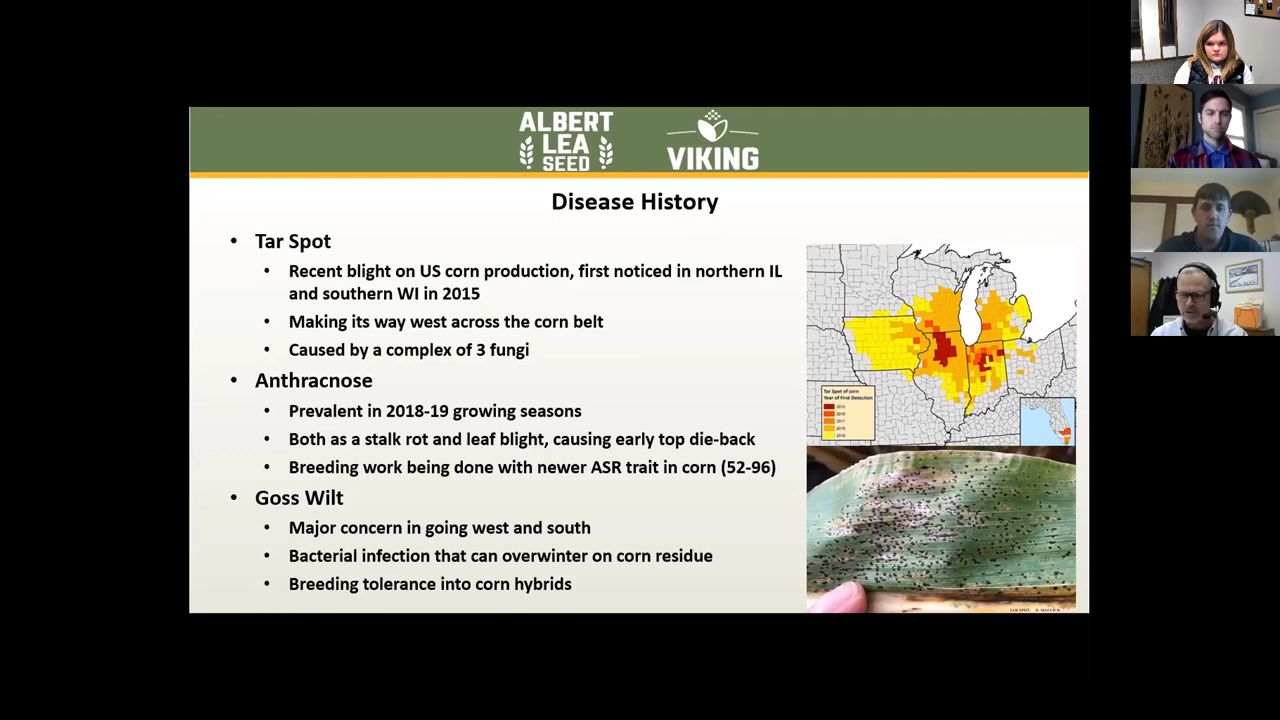 ALBERT
LEA
SEED
VIKING
Disease History
• Tar Spot
• Recent blight on US corn production, first noticed in northern IL
and southern WI in 2015
• Making its way west across the corn belt
• Caused by a complex of 3 fungi
• Anthracnose
• Prevalent in 2018-19 growing seasons
• Both as a stalk rot and leaf blight, causing early top die-back
• Breeding work being done with newer ASR trait in corn (52-96)
• Goss Wilt
• Major concern in going west and south
• Bacterial infection that can overwinter on corn residue
• Breeding tolerance into corn hybrids
Tar Spot of corn
Year of First Detection
2015
2016
2017
2018
2019